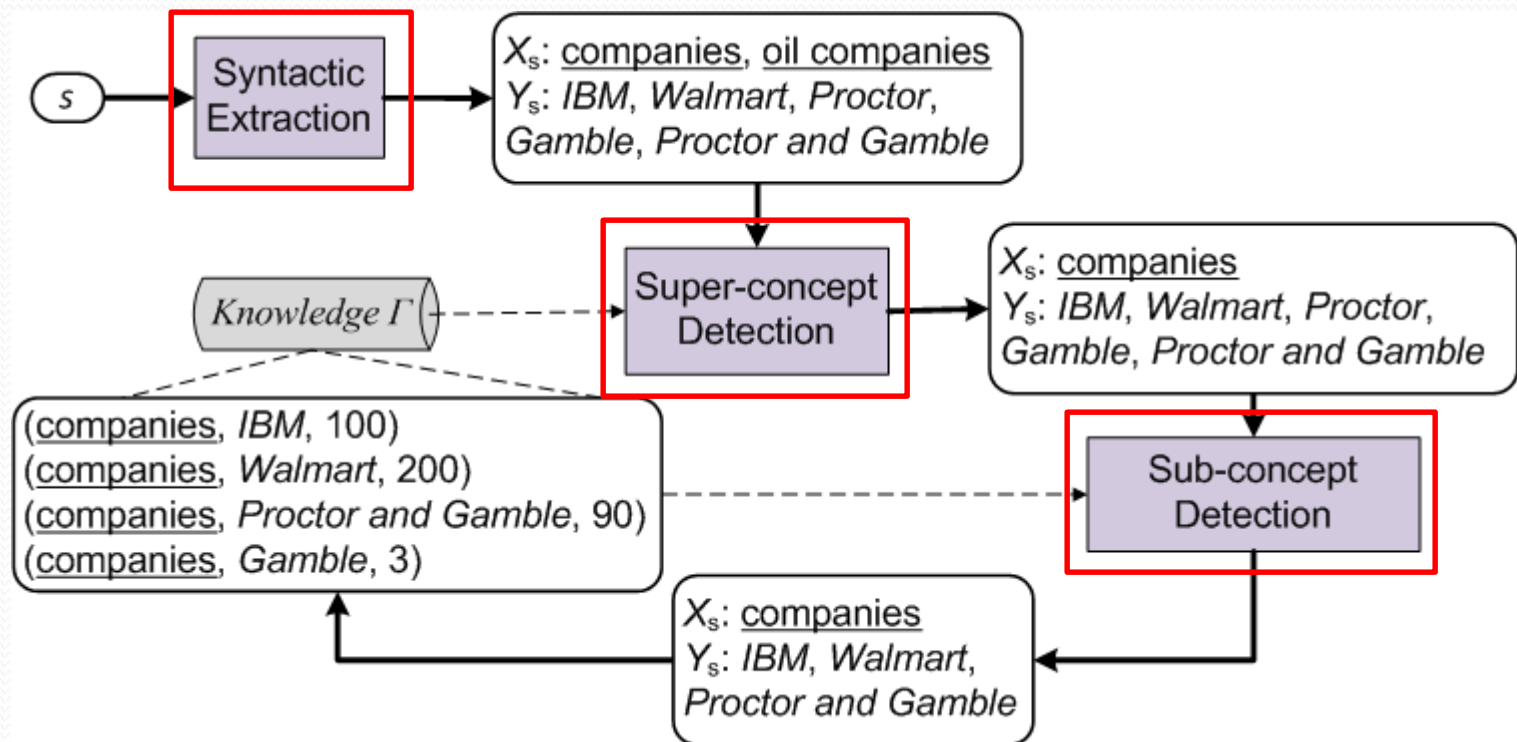 s
Syntactic
Extraction
Xs: companies, oil companies
Ys: IBM, Walmart, Proctor,
Gamble, Proctor and Gamble
Super-concept
Detection
Knowledge Γ
Xs: companies
Ys: IBM, Walmart, Proctor,
Gamble, Proctor and Gamble
(companies, IBM, 100)
(companies, Walmart, 200)
(companies, Proctor and Gamble, 90)
(companies, Gamble, 3)
Sub-concept
Detection
Xs: companies
Ys: IBM, Walmart,
Proctor and Gamble